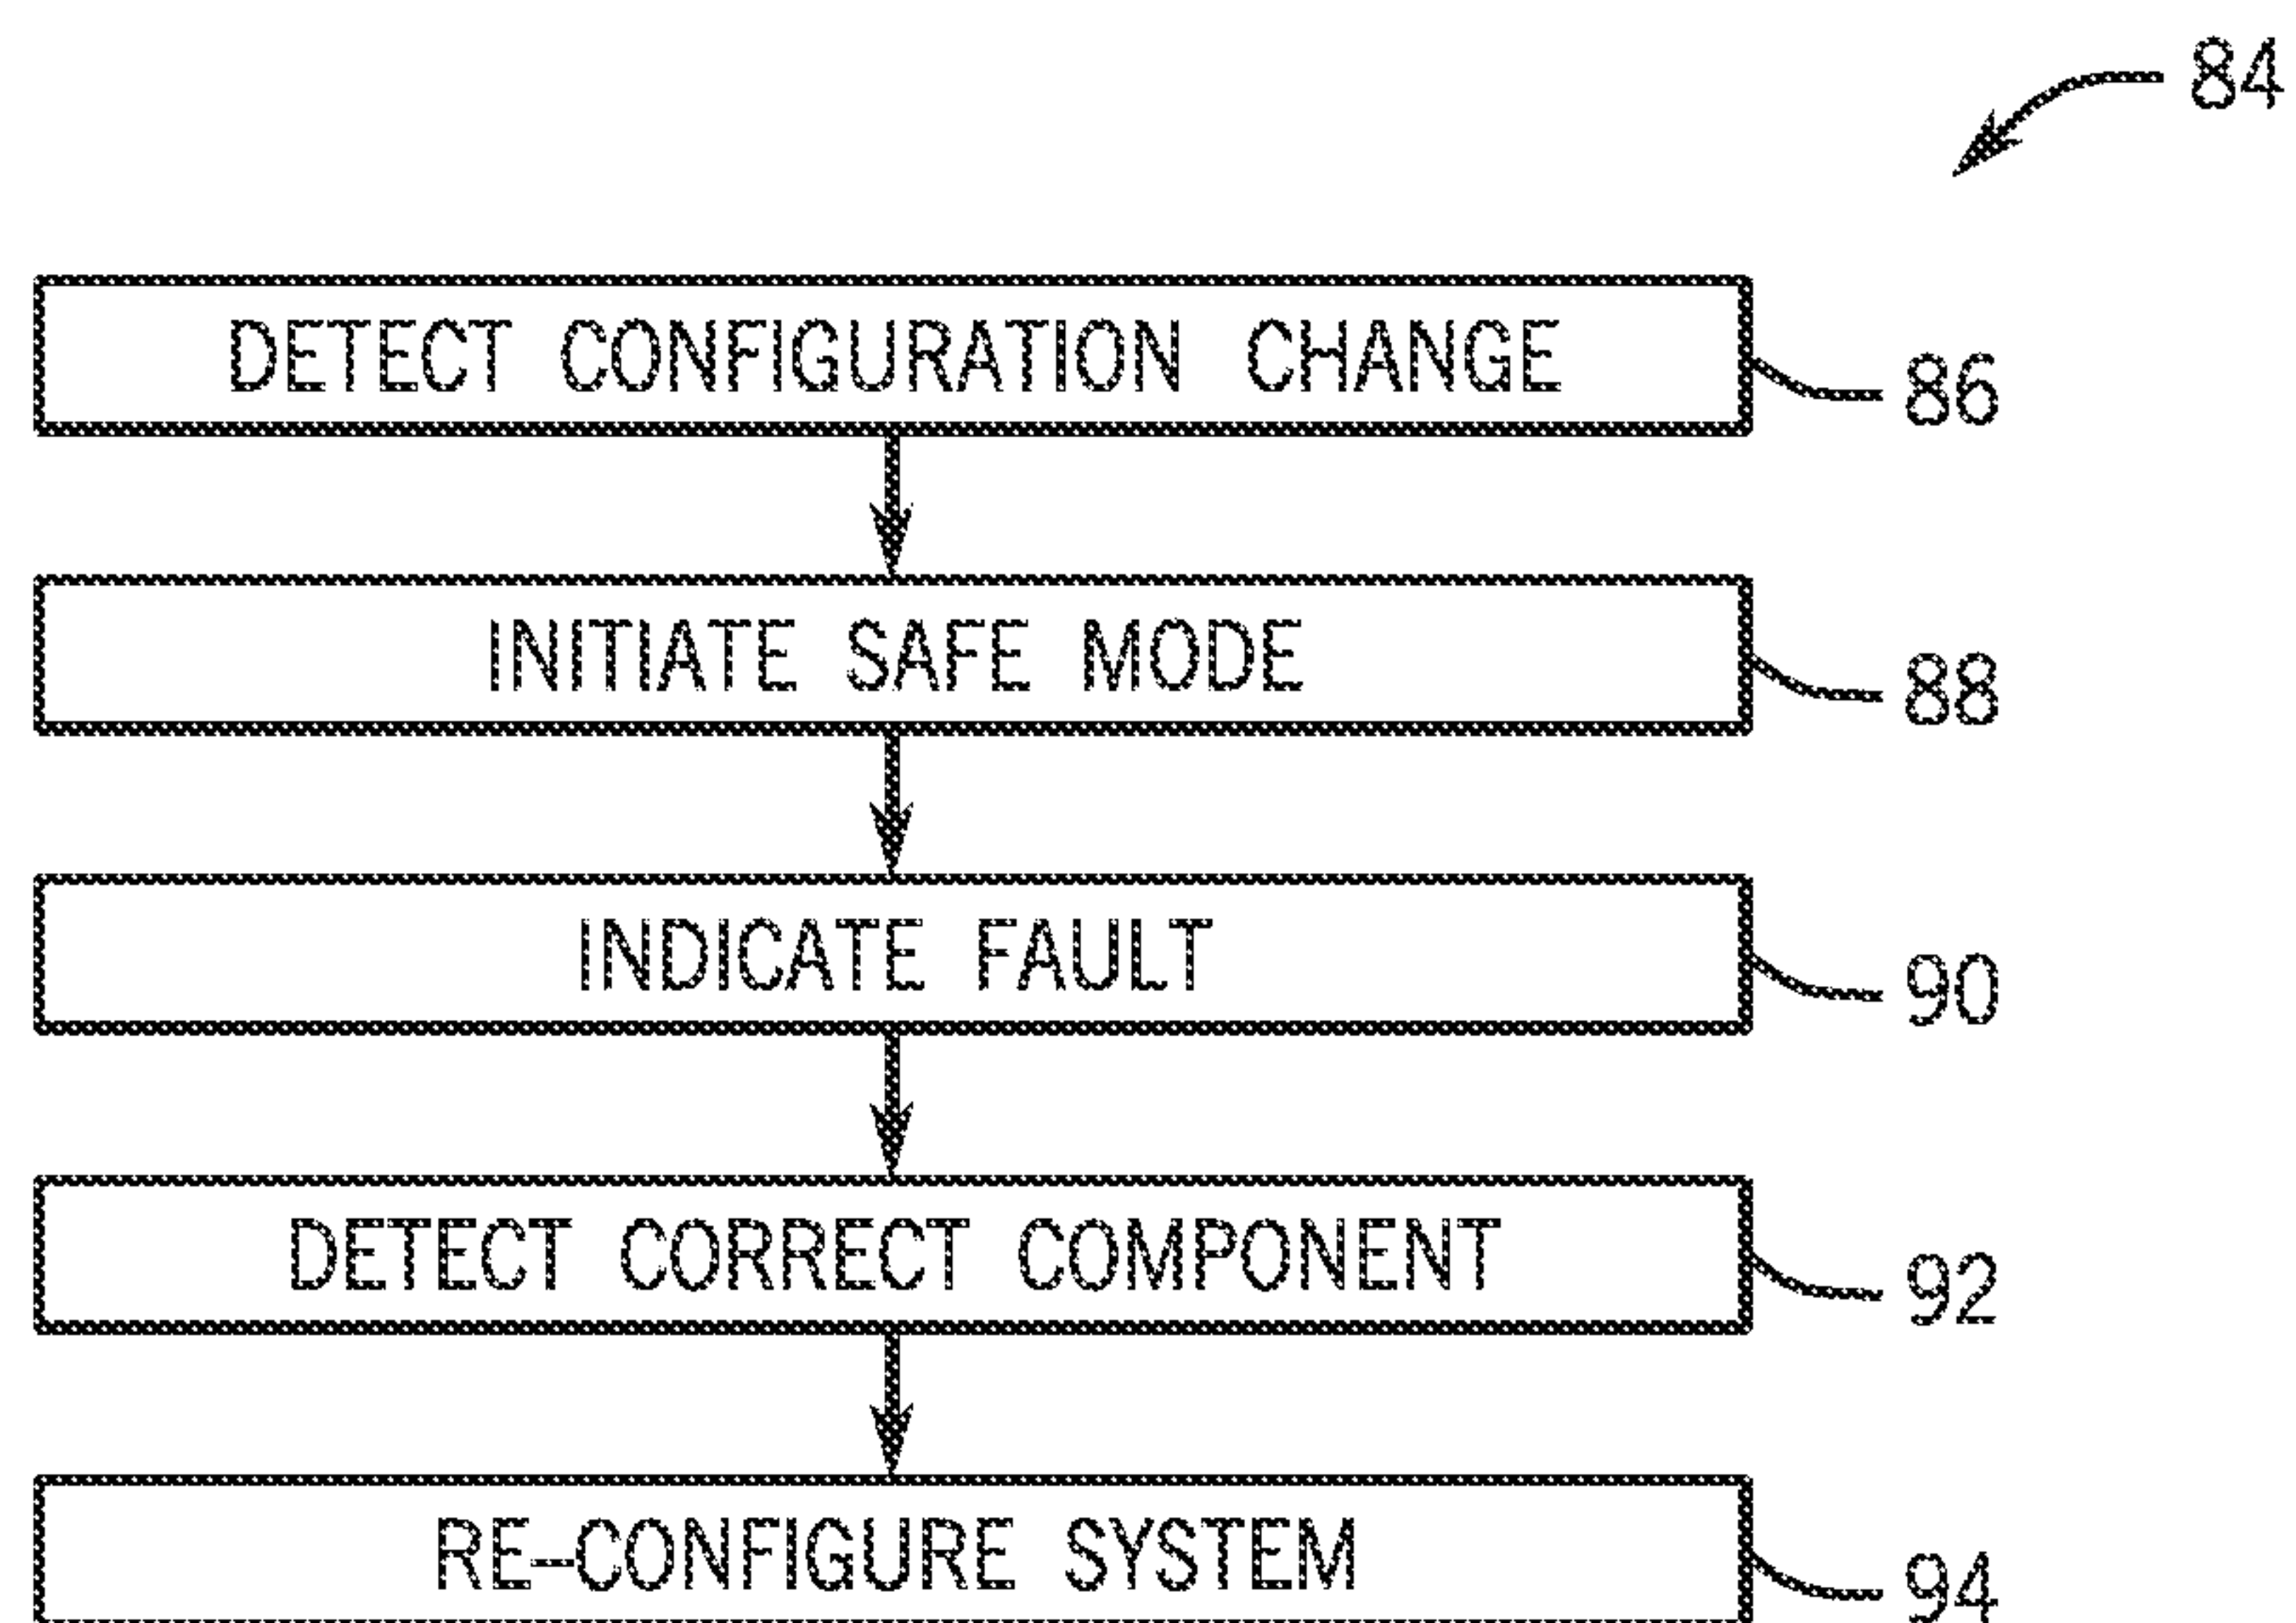 84
DETECT CONFIGURATION CHANGE
86
INITIATE SAFE MODE
88
INDICATE FAULT
90
DETECT CORRECT COMPONENT
92
RE-CONFIGURE SYSTEM
94